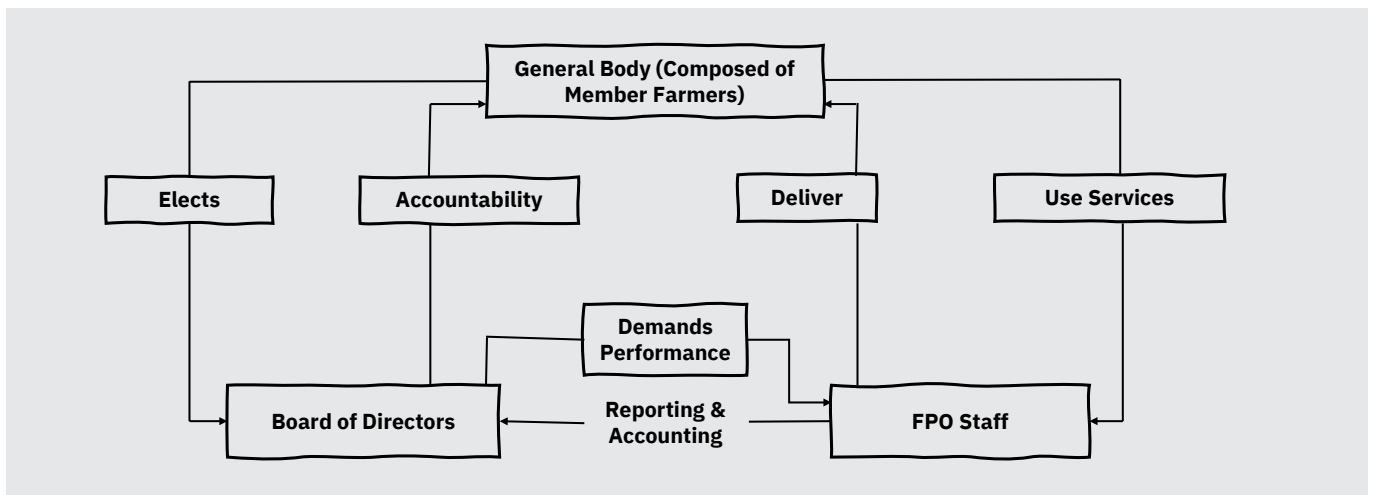 General Body (Composed of
Member Farmers)
Elects
Accountability
Deliver
Use Services
Demands
Performance
Board of Directors
Reporting &
Accounting
FPO Staff